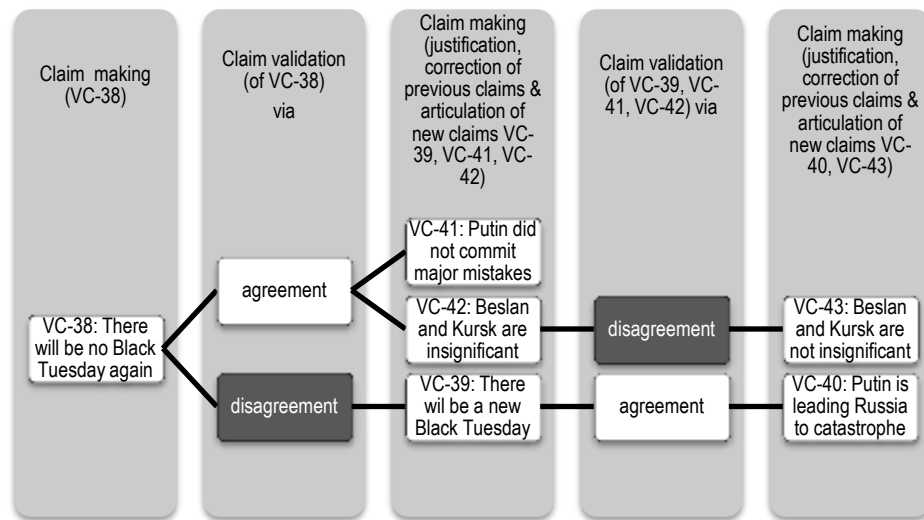 Claim making
(VC-38)
Claim validation
(of VC-38)
via
Claim making
(justification,
correction of
previous claims &
articulation of
new claims VC-
39, VC-41, VC-
42)
Claim validation
(of VC-39, VC-
41, VC-42) via
Claim making
(justification,
correction of
previous claims &
articulation of
new claims VC-
40, VC-43)
VC-38: There
will be no Black
Tuesday again
agreement
disagreement
VC-41: Putin did
not commit
major mistakes
VC-42: Beslan
and Kursk are
insignificant
VC-39: There
wil be a new
Black Tuesday
disagreement
agreement
VC-43: Beslan
and Kursk are
not insignificant
VC-40: Putin is
leading Russia
to catastrophe